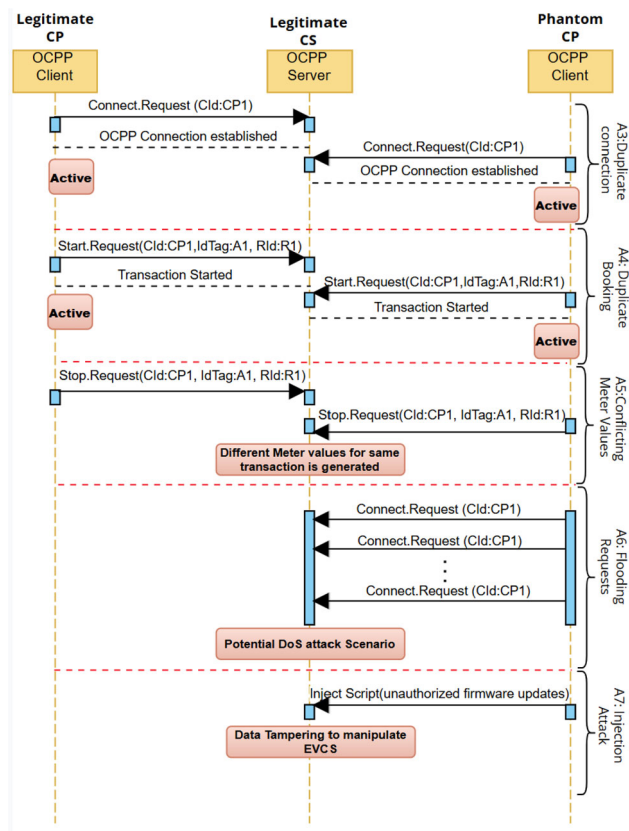 Legitimate
CP
Legitimate
CS
Phantom
CP
OCPP
Client
OCPP
Server
OCPP
Client
Connect.Request (CId:CP1)
OCPP Connection established
Connect.Request(CId:CP1)
OCPP Connection established
Active
Active
A3:Duplicate
connection
Start.Request(CId:CP1,IdTag:A1, RId:R1)
Transaction Started
Start.Request(CId:CP1,IdTag:A1,RId:R1)
Transaction Started
Active
Active
A4: Duplicate
Booking
Stop.Request(CId:CP1, IdTag:A1, RId:R1)
Stop.Request(CId:CP1, IdTag:A1, RId:R1)
Different Meter values for same
transaction is generated
A5:Conflicting
Meter Values
Connect.Request (CId:CP1)
Connect.Request (CId:CP1)
Connect.Request (CId:CP1)
Potential DoS attack Scenario
A6: Flooding
Requests
Inject Script(unauthorized firmware updates)
Data Tampering to manipulate
EVCS
A7: Injection
Attack